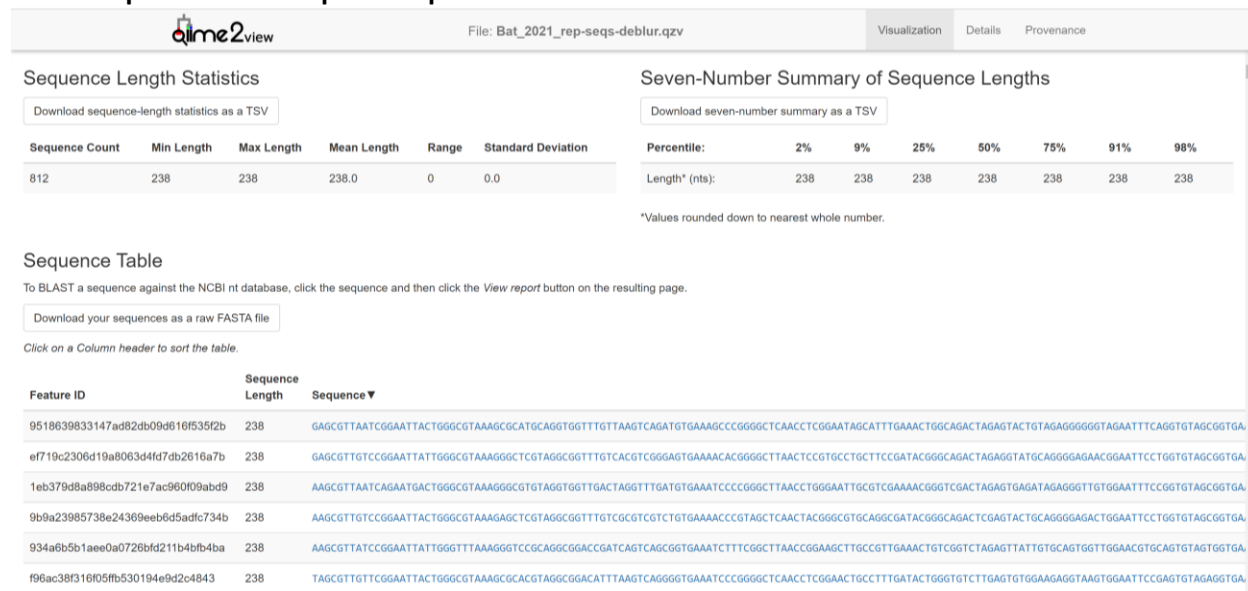 qiime2view
File: Bat_2021_rep-seqs-deblur.qzv
Visualization Details Provenance
Sequence Length Statistics
Download sequence-length statistics as a TSV
Sequence Count Min Length Max Length Mean Length Range Standard Deviation
812 238 238 238.0 0 0.0
Seven-Number Summary of Sequence Lengths
Download seven-number summary as a TSV
Percentile: 2% 9% 25% 50% 75% 91% 98%
Length* (nts): 238 238 238 238 238 238 238
*Values rounded down to nearest whole number.
Sequence Table
To BLAST a sequence against the NCBI nt database, click the sequence and then click the View report button on the resulting page.
Download your sequences as a raw FASTA file
Click on a Column header to sort the table.
Feature ID Sequence Length Sequence▼
9518639833147ad82db09d616f535f2b 238 GAGCGTTAATCGGAATTACTGGGCGTAAAGCGCATGCAGGTGGTTTGTTAAGTCAGATGTGAAAGCCCGGGGCTCAACCTCGGAATAGCATTTGAAACTGGCAGACTAGAGTACTGTAGAGGGGGGTAGAATTTCAGGTGTAGCGGTGA
ef719c2306d19a8063d4fd7db2616a7b 238 GAGCGTTGTCCGGAATTATTGGGCGTAAAGGGCTCGTAGGCGGTTTGTCACGTCGGGAGTGAAAACACGGGGCTTAACTCCGTGCCTGCTTCCGATACGGGCAGACTAGAGGTATGCAGGGGAGAACGGAATTCCTGGTGTAGCGGTGA
1eb379d8a898cdb721e7ac960f09abd9 238 AAGCGTTAATCAGAATGACTGGGCGTAAAGGGCGTGTAGGTGGTTGACTAGGTTTGATGTGAAATCCCCGGGCTTAACCTGGGAATTGCGTCGAAAACGGGTCGACTAGAGTGAGATAGAGGGTTGTGGAATTTCCGGTGTAGCGGTGA
9b9a23985738e24369eeb6d5adfc734b 238 AAGCGTTGTCCGGAATTACTGGGCGTAAAGAGCTCGTAGGCGGTTTGTCGCGTCGTCTGTGAAAACCCGTAGCTCAACTACGGGCGTGCAGGCGATACGGGCAGACTCGAGTACTGCAGGGGAGACTGGAATTCCTGGTGTAGCGGTGA
934a6b5b1aee0a0726bfd211b4bfb4ba 238 AAGCGTTATCCGGAATTATTGGGTTTAAAGGGTCCGCAGGCGGACCGATCAGTCAGCGGTGAAATCTTTCGGCTTAACCGGAAGCTTGCCGTTGAAACTGTCGGTCTAGAGTTATTGTGCAGTGGTTGGAACGTGCAGTGTAGTGGTGA
f96ac38f316f05ffb530194e9d2c4843 238 TAGCGTTGTTCGGAATTACTGGGCGTAAAGCGCACGTAGGCGGACATTTAAGTCAGGGGTGAAATCCCGGGGCTCAACCTCGGAACTGCCTTTGATACTGGGTGTCTTGAGTGTGGAAGAGGTAAGTGGAATTCCGAGTGTAGAGGTGA